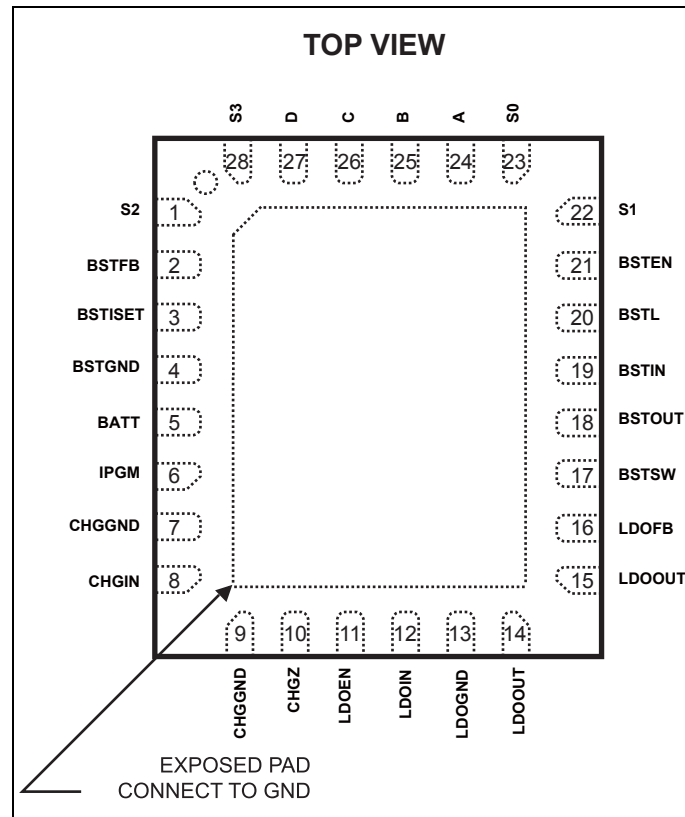 TOP VIEW
S3 D C B A S0
28 27 26 25 24 23
S2 1 22 S1
BSTFB 2 21 BSTEN
BSTISET 3 20 BSTL
BSTGND 4 19 BSTIN
BATT 5 18 BSTOUT
IPGM 6 17 BSTSW
CHGGND 7 16 LDOFB
CHGIN 8 15 LDOOUT
9 10 11 12 13 14
CHGGND CHGZ LDOEN LDOIN LDOGND LDOOUT
EXPOSED PAD
CONNECT TO GND